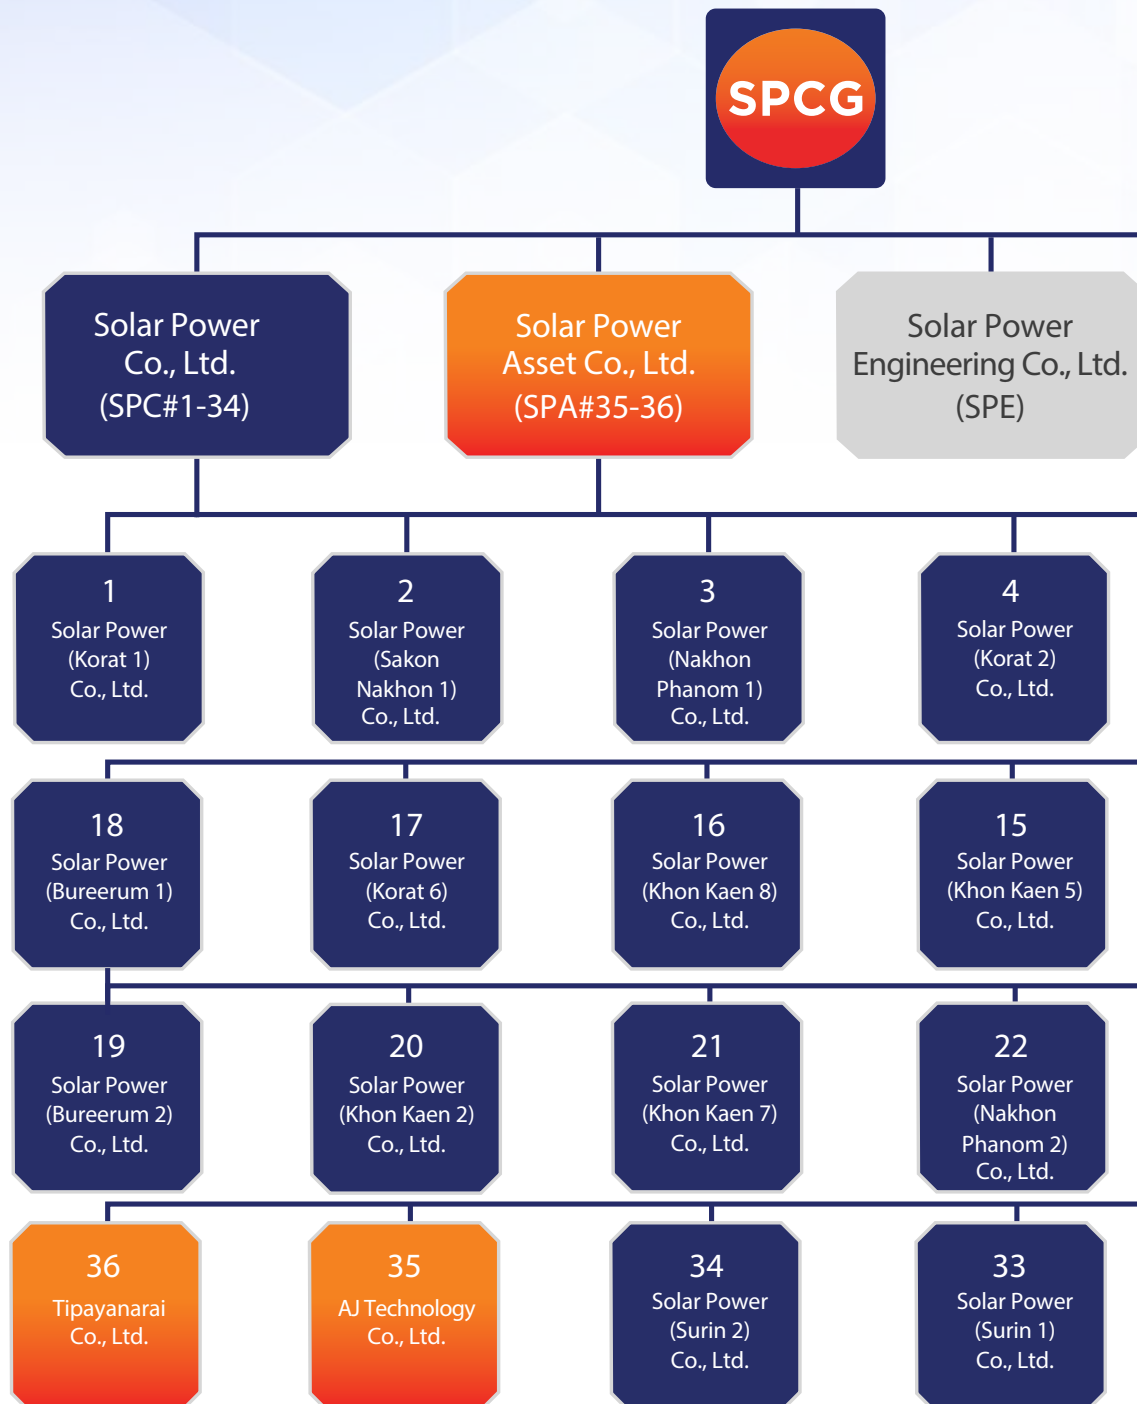 SPCG
Solar Power
Co., Ltd.
(SPC#1-34)
Solar Power
Asset Co., Ltd.
(SPA#35-36)
Solar Power
Engineering Co., Ltd.
(SPE)
1
Solar Power
(Korat 1)
Co., Ltd.
2
Solar Power
(Sakon
Nakhon 1)
Co., Ltd.
3
Solar Power
(Nakhon
Phanom 1)
Co., Ltd.
4
Solar Power
(Korat 2)
Co., Ltd.
18
Solar Power
(Bureerum 1)
Co., Ltd.
17
Solar Power
(Korat 6)
Co., Ltd.
16
Solar Power
(Khon Kaen 8)
Co., Ltd.
15
Solar Power
(Khon Kaen 5)
Co., Ltd.
19
Solar Power
(Bureerum 2)
Co., Ltd.
20
Solar Power
(Khon Kaen 2)
Co., Ltd.
21
Solar Power
(Khon Kaen 7)
Co., Ltd.
22
Solar Power
(Nakhon
Phanom 2)
Co., Ltd.
36
Tipayanarai
Co., Ltd.
35
AJ Technology
Co., Ltd.
34
Solar Power
(Surin 2)
Co., Ltd.
33
Solar Power
(Surin 1)
Co., Ltd.